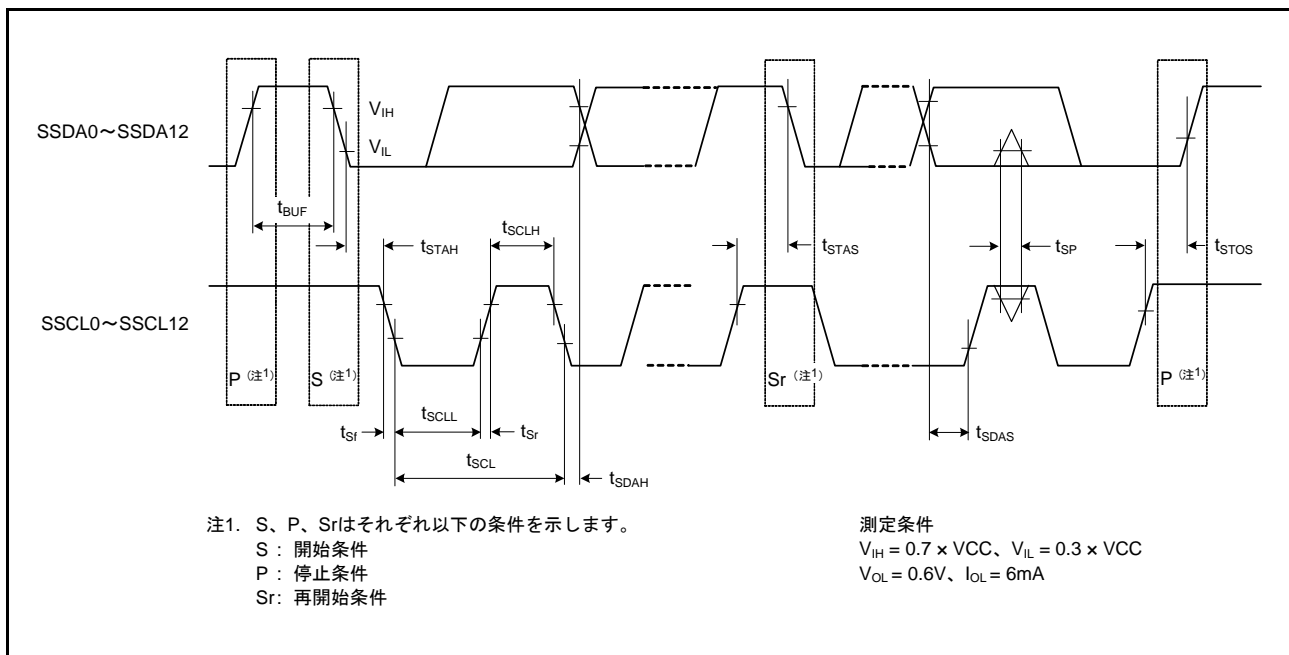 SSDA0～SSDA12
VIH
VIL
tBUF
tSTAH
tSCLH
tSTAS
tSP
tSTOS
SSCL0～SSCL12
P（注1）
S（注1）
Sr（注1）
P（注1）
tSf
tSCLL
tSr
tSCL
tSDAH
tSDAS
注1. S、P、Srはそれぞれ以下の条件を示します。
S : 開始条件
P : 停止条件
Sr: 再開始条件
測定条件
VIH = 0.7 × VCC、VIL = 0.3 × VCC
VOL = 0.6V、IOL = 6mA